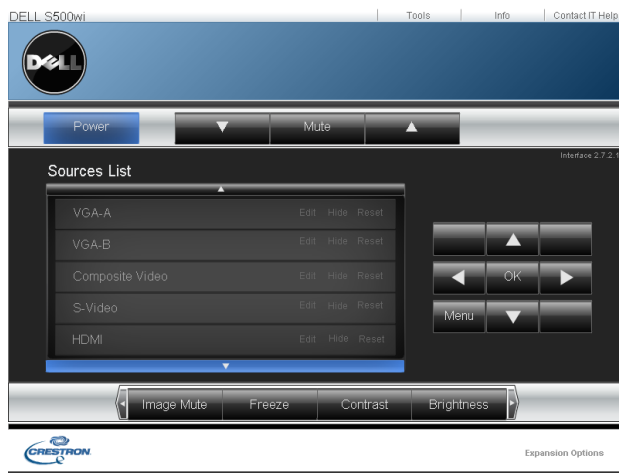 DELL S500wi Tools Info Contact IT Help
DELL
Power Mute
Interface 2.7.2.1
Sources List
VGA-A Edit Hide Reset
VGA-B Edit Hide Reset
Composite Video Edit Hide Reset
S-Video Edit Hide Reset
HDMI Edit Hide Reset
OK
Menu
Image Mute Freeze Contrast Brightness
CRESTRON Expansion Options